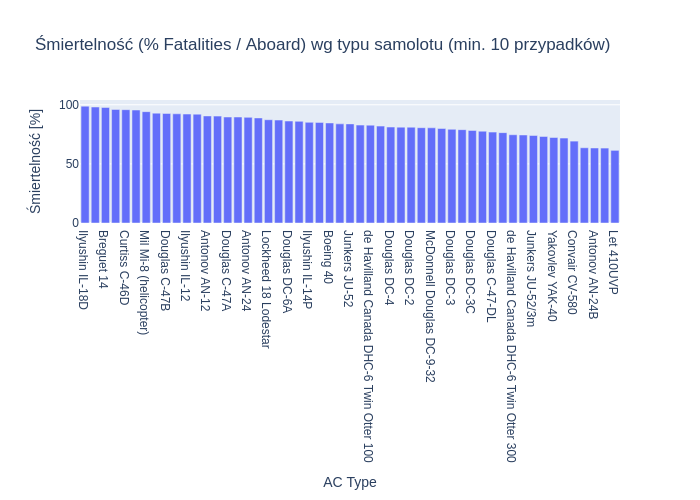 Śmiertelność (% Fatalities / Aboard) wg typu samolotu (min. 10 przypadków)
Śmiertelność [%]
100
50
0
Ilyushin IL-18D
Breguet 14
Curtiss C-46D
Mil Mi-8 (helicopter)
Douglas C-47B
Ilyushin IL-12
Antonov AN-12
Douglas C-47A
Antonov AN-24
Lockheed 18 Lodestar
Douglas DC-6A
Ilyushin IL-14P
Boeing 40
Junkers JU-52
de Havilland Canada DHC-6 Twin Otter 100
Douglas DC-4
Douglas DC-2
McDonnell Douglas DC-9-32
Douglas DC-3
Douglas DC-3C
Douglas C-47-DL
de Havilland Canada DHC-6 Twin Otter 300
Junkers JU-52/3m
Yakovlev YAK-40
Convair CV-580
Antonov AN-24B
Let 410UVP
AC Type